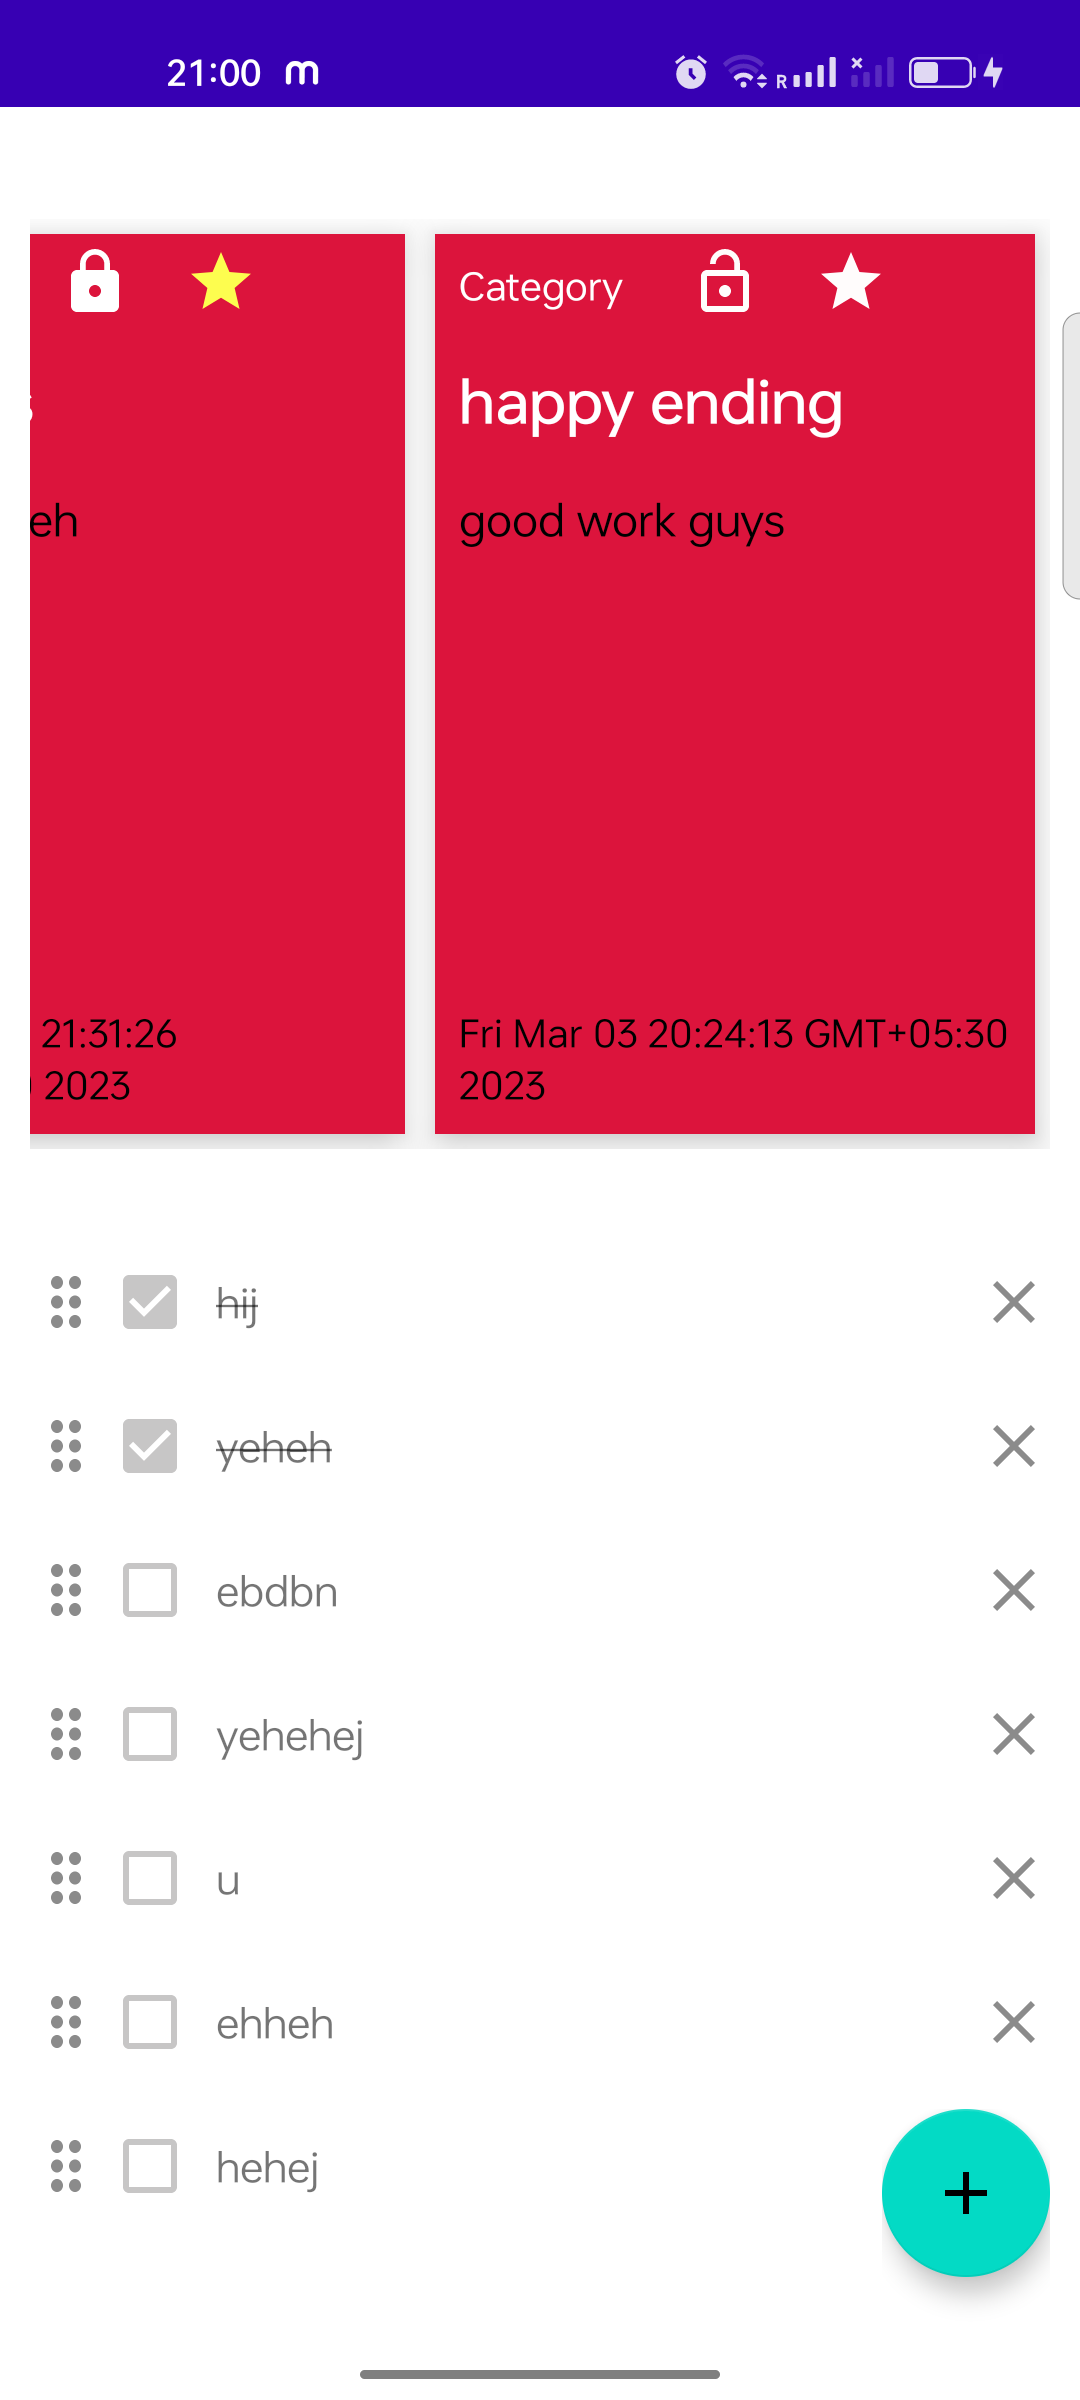 21:00
R
eh
21:31:26
2023
Category
happy ending
good work guys
Fri Mar 03 20:24:13 GMT+05:30
2023
hij
yeheh
ebdbn
yehehej
u
ehheh
hehej